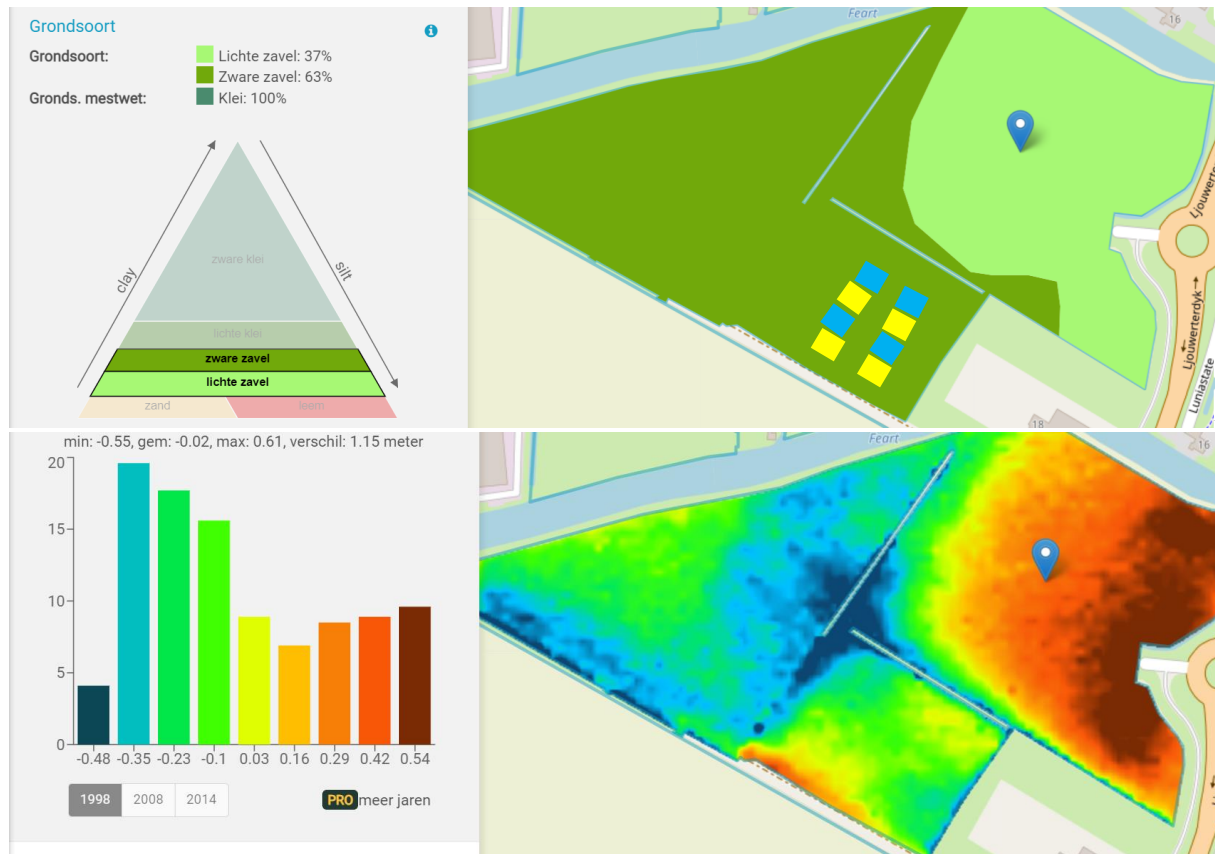 Grondsoort
Grondsoort:
Lichte zavel: 37%
Zware zavel: 63%
Gronds. mestwet:
Klei: 100%
clay
silt
zware klei
lichte klei
zware zavel
lichte zavel
zand
leem
Feart
16
Ljouwerterdyk
Luniastate
18
min: -0.55, gem: -0.02, max: 0.61, verschil: 1.15 meter
20
15
10
5
0
-0.48 -0.35 -0.23 -0.1 0.03 0.16 0.29 0.42 0.54
1998 2008 2014
PRO meer jaren
Feart
16